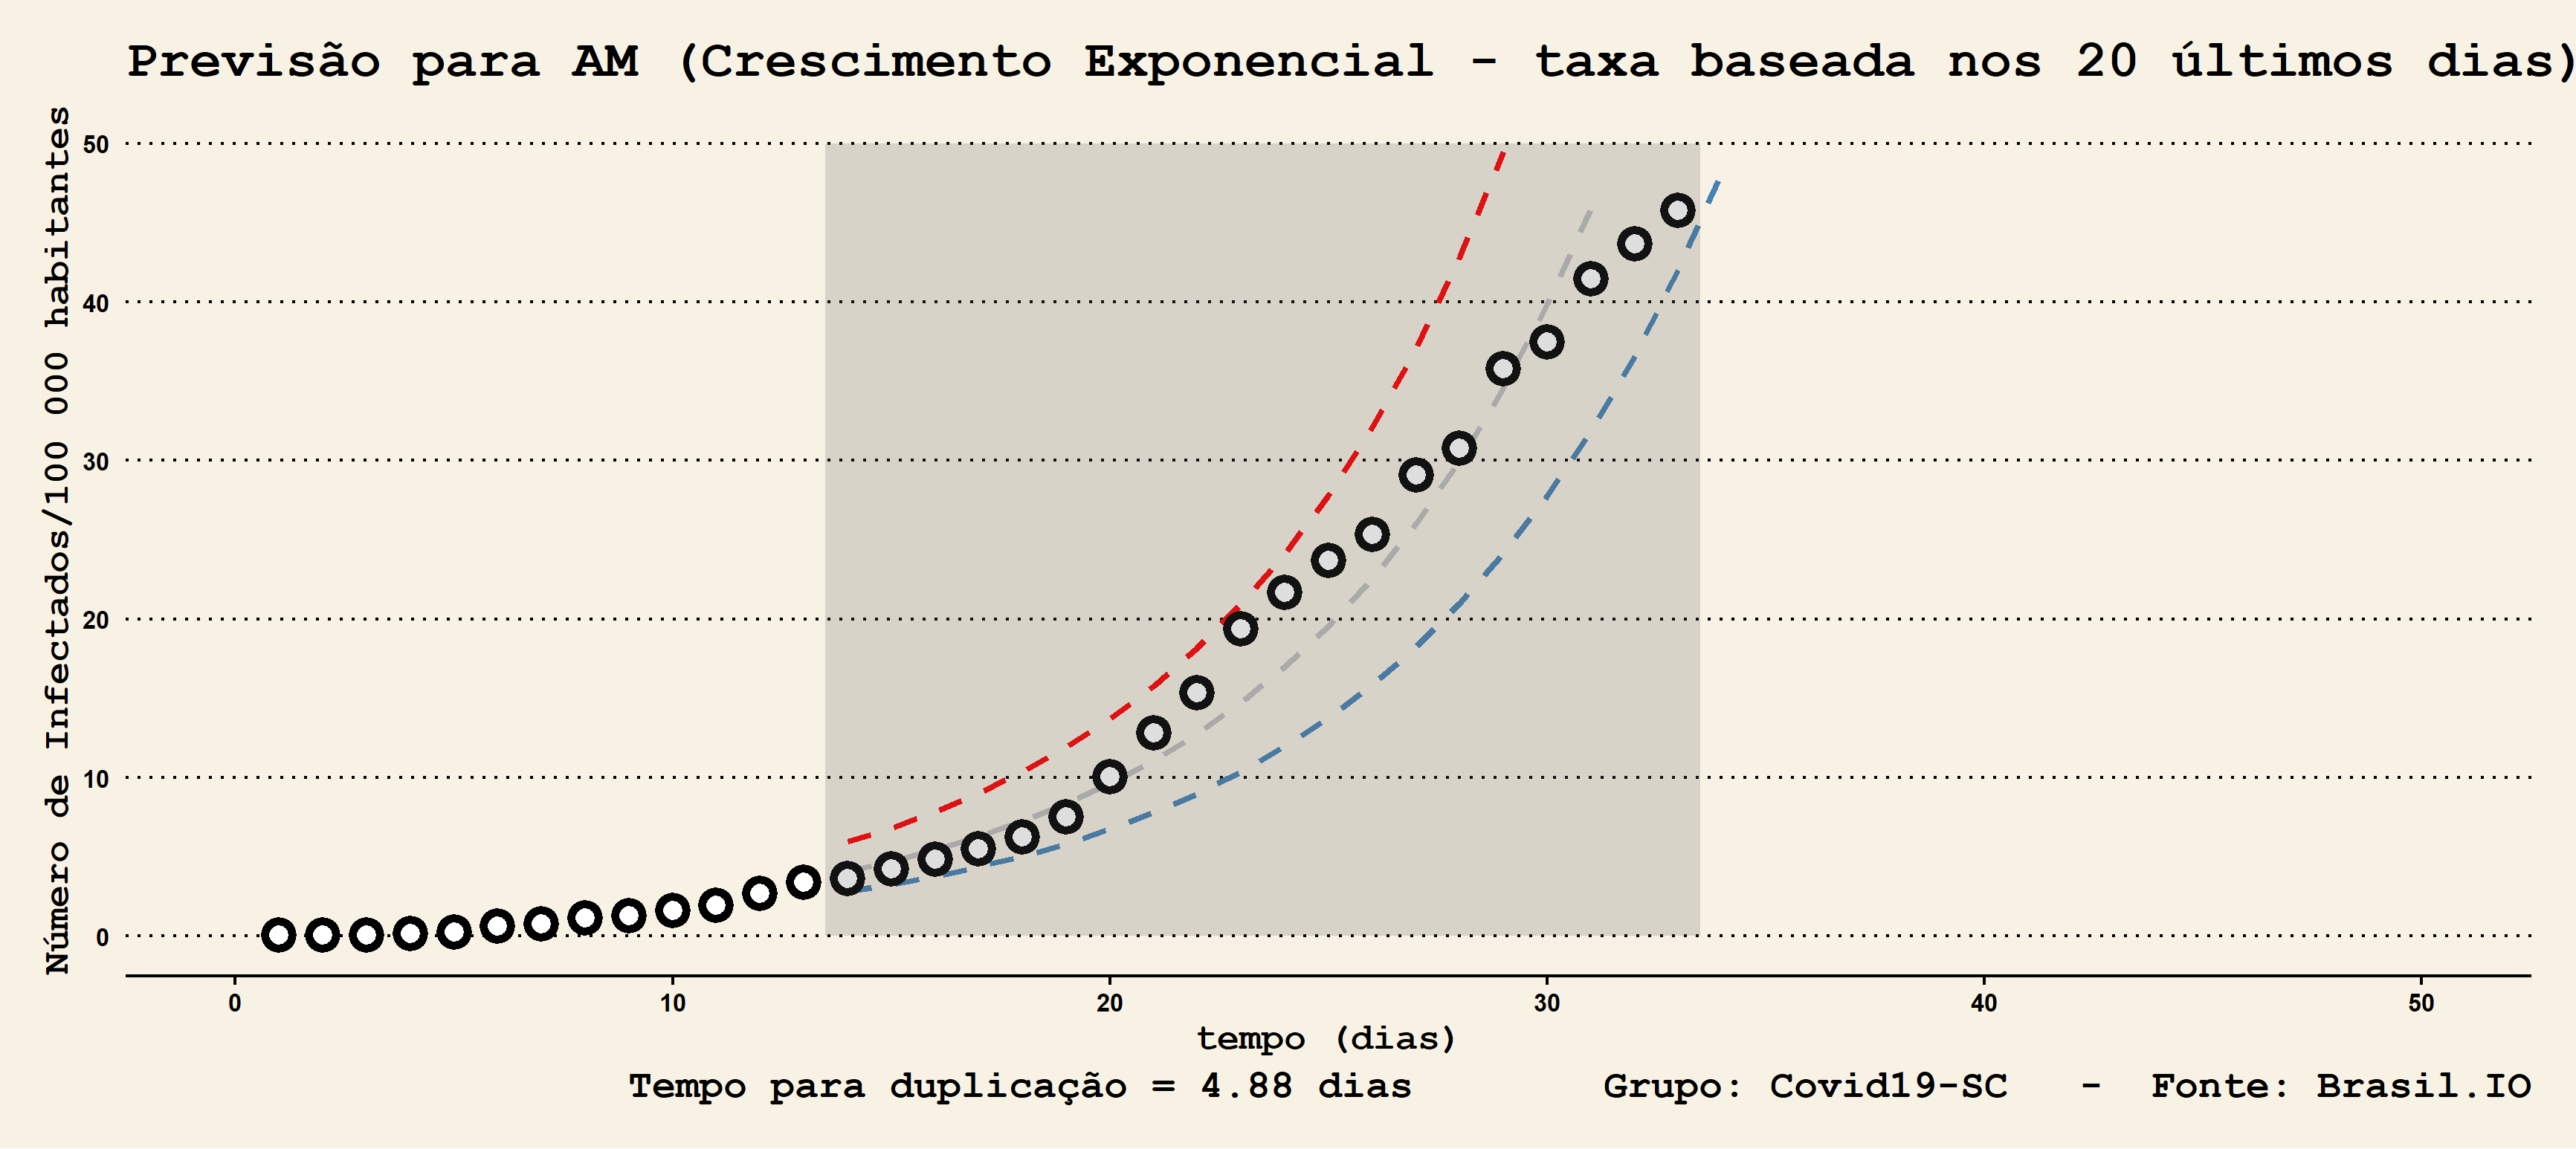 Previsão para AM (Crescimento Exponencial - taxa baseada nos 20 últimos dias)
Número de Infectados/100 000 habitantes
50
40
30
20
10
0
0 10 20 30 40 50
tempo (dias)
Tempo para duplicação = 4.88 dias Grupo: Covid19-SC - Fonte: Brasil.IO